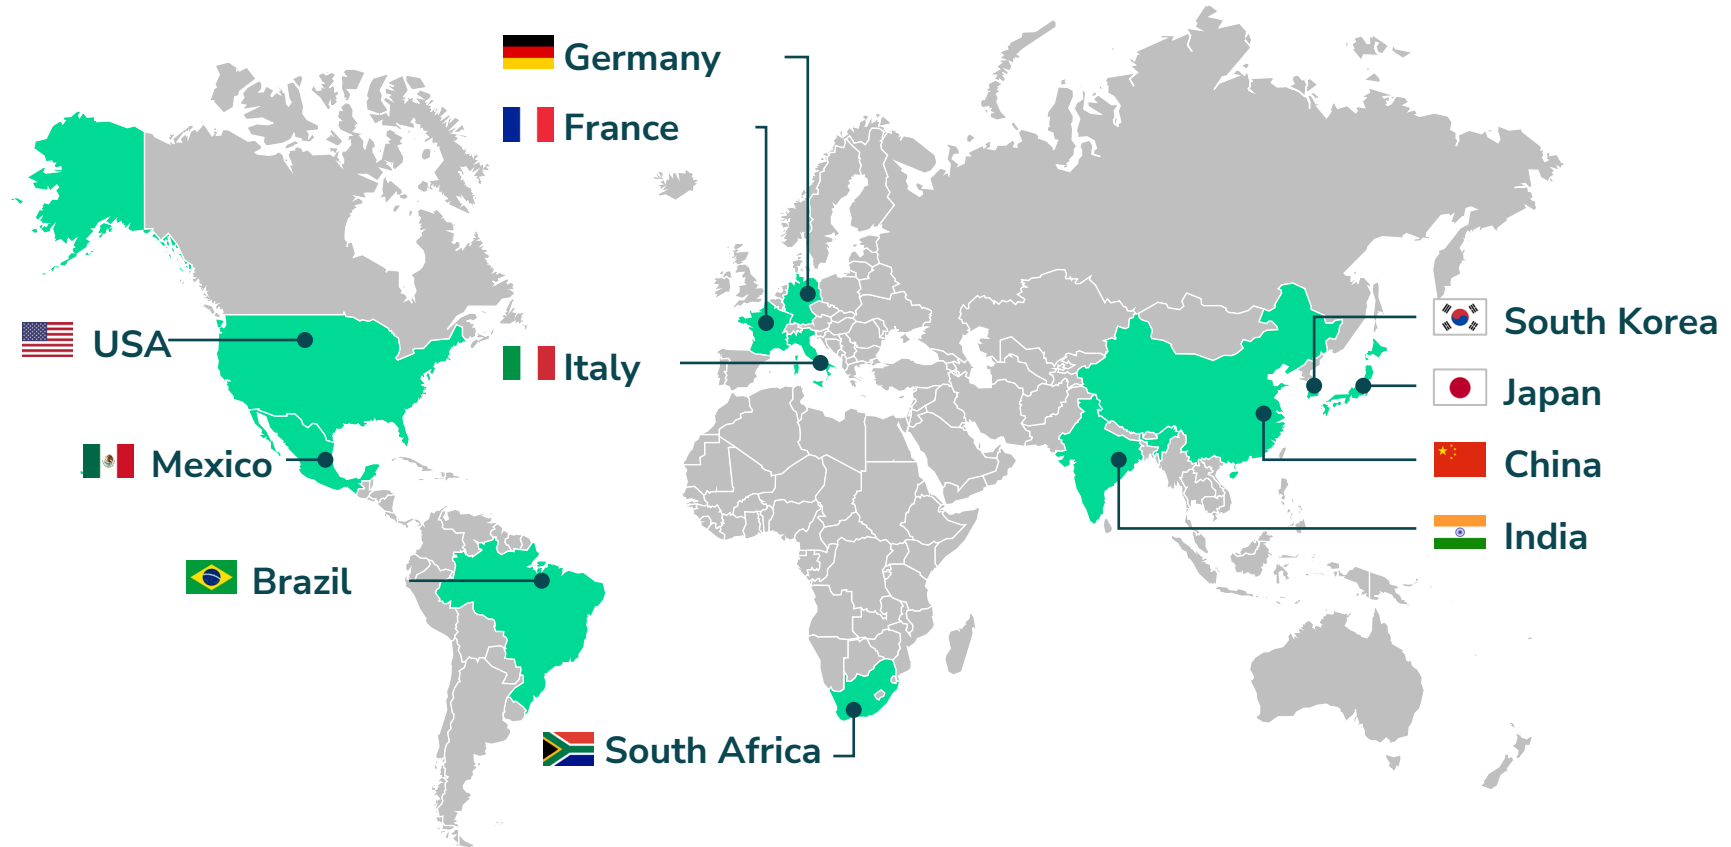 Germany
France
USA
Italy
Mexico
Brazil
South Africa
South Korea
Japan
China
India